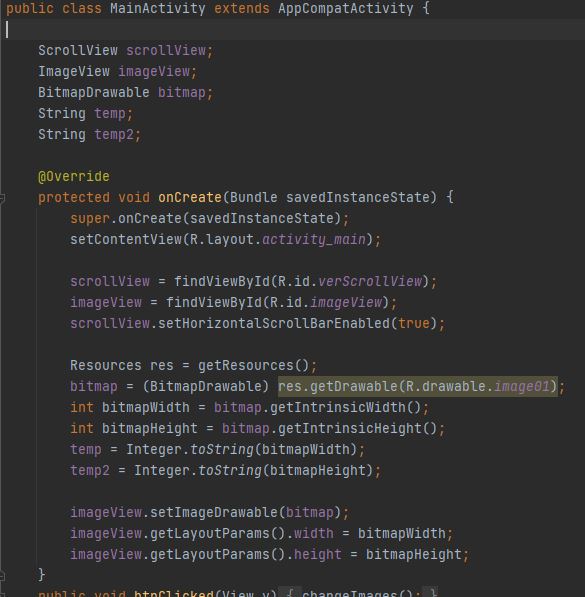 public class MainActivity extends AppCompatActivity {
ScrollView scrollView;
ImageView imageView;
BitmapDrawable bitmap;
String temp;
String temp2;
@Override
protected void onCreate(Bundle savedInstanceState) {
super.onCreate(savedInstanceState);
setContentView(R.layout.activity_main);
scrollView = findViewById(R.id.verScrollView);
imageView = findViewById(R.id.imageView);
scrollView.setHorizontalScrollBarEnabled(true);
Resources res = getResources();
bitmap = (BitmapDrawable) res.getDrawable(R.drawable.image01);
int bitmapWidth = bitmap.getIntrinsicWidth();
int bitmapHeight = bitmap.getIntrinsicHeight();
temp = Integer.toString(bitmapWidth);
temp2 = Integer.toString(bitmapHeight);
imageView.setImageDrawable(bitmap);
imageView.getLayoutParams().width = bitmapWidth;
imageView.getLayoutParams().height = bitmapHeight;
}
public void btnClicked(View v) { changeImages(); }